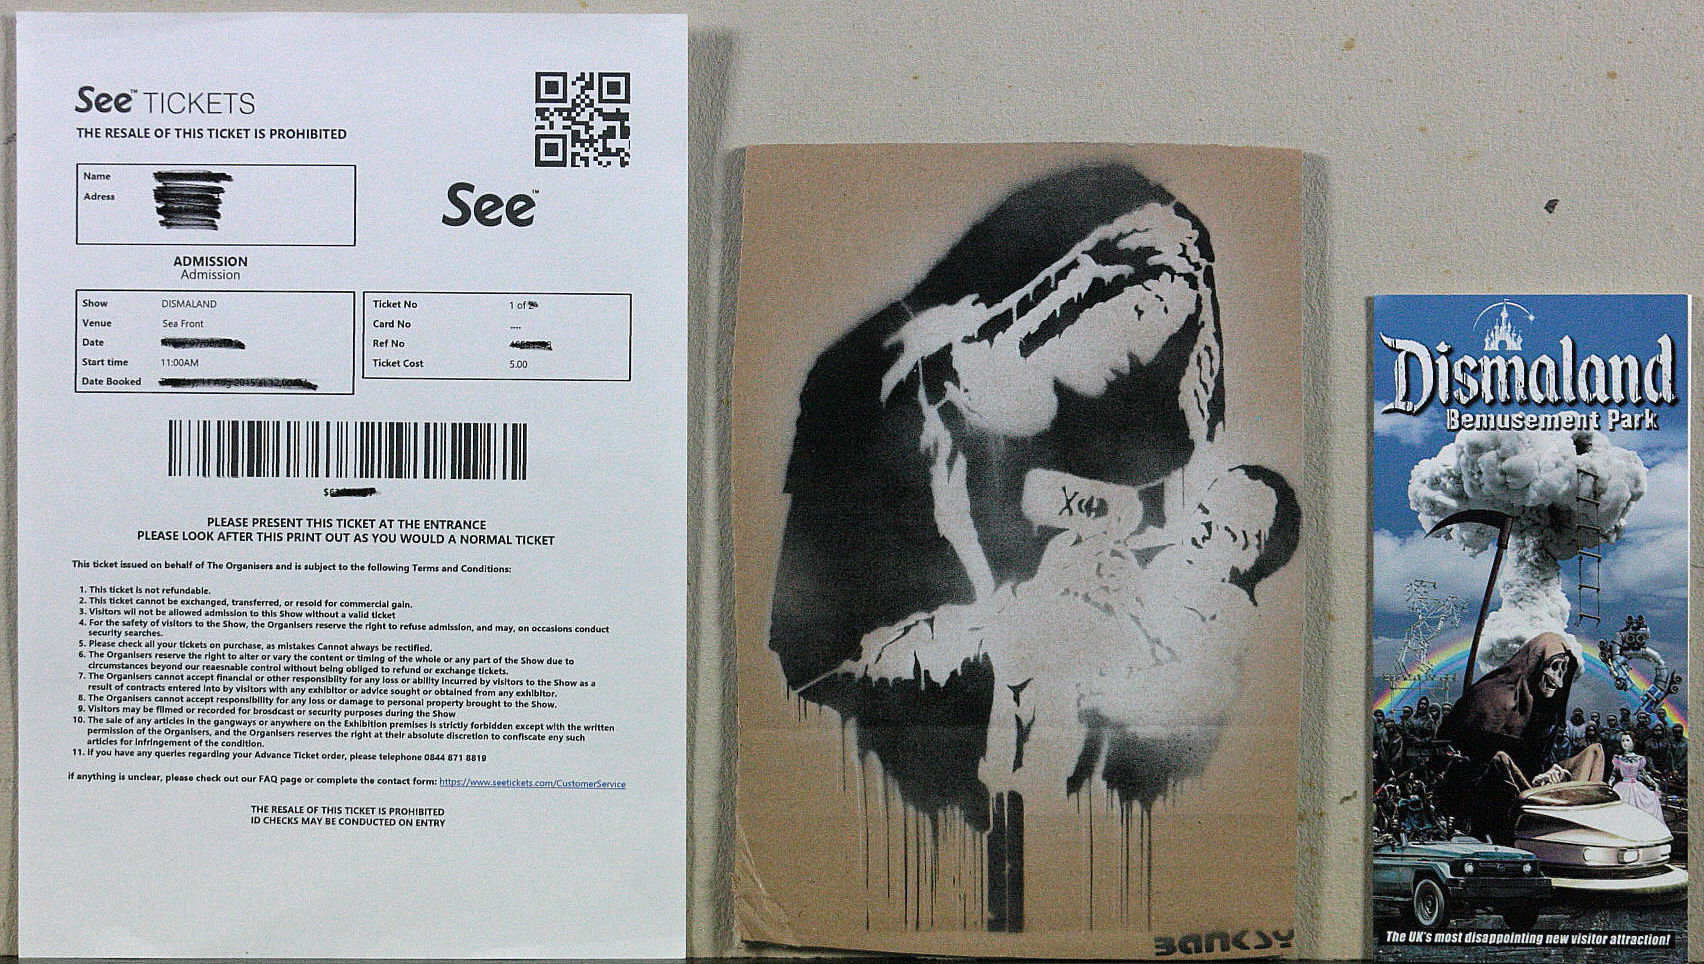 See™ TICKETS
THE RESALE OF THIS TICKET IS PROHIBITED
See™
Name
Adress
ADMISSION
Admission
Show DISMALAND
Venue Sea Front
Date
Start time 11:00AM
Date Booked
Ticket No 1 of
Card No ....
Ref No
Ticket Cost 5.00
PLEASE PRESENT THIS TICKET AT THE ENTRANCE
PLEASE LOOK AFTER THIS PRINT OUT AS YOU WOULD A NORMAL TICKET
This ticket issued on behalf of The Organisers and is subject to the following Terms and Conditions:
1. This ticket is not refundable.
2. This ticket cannot be exchanged, transferred, or resold for commercial gain.
3. Visitors wil not be allowed admission to this Show without a valid ticket
4. For the safety of visitors to the Show, the Organisers reserve the right to refuse admission, and may, on occasions conduct
security searches.
5. Please check all your tickets on purchase, as mistakes Cannot always be rectified.
6. The Organisers reserve the right to alter or vary the content or timing of the whole or any part of the Show due to
circumstances beyond our reaesnable control without being obliged to refund or exchange tickets.
7. The Organisers cannot accept financial or other responsiblity for any loss or ability incurred by visitors to the Show as a
result of contracts entered into by visitors with any exhibitor or advice sought or obtained from any exhibitor.
8. The Organisers cannot accept responsibility for any loss or damage to personal property brought to the Show.
9. Visitors may be filmed or recorded for brodscast or security purposes during the Show
10. The sale of any articles in the gangways or anywhere on the Exhibition premises is strictly forbidden except with the written
permission of the Organisers, and the Organisers reserves the right at their absolute discretion to confiscate eny such
articles for infringement of the condition.
11. If you have any queries regarding your Advance Ticket order, please telephone 0844 871 8819
if anything is unclear, please check out our FAQ page or complete the contact form: https://www.seetickets.com/CustomerService
THE RESALE OF THIS TICKET IS PROHIBITED
ID CHECKS MAY BE CONDUCTED ON ENTRY
BANKSY
Dismaland
Bemusement Park
The UK's most disappointing new visitor attraction!